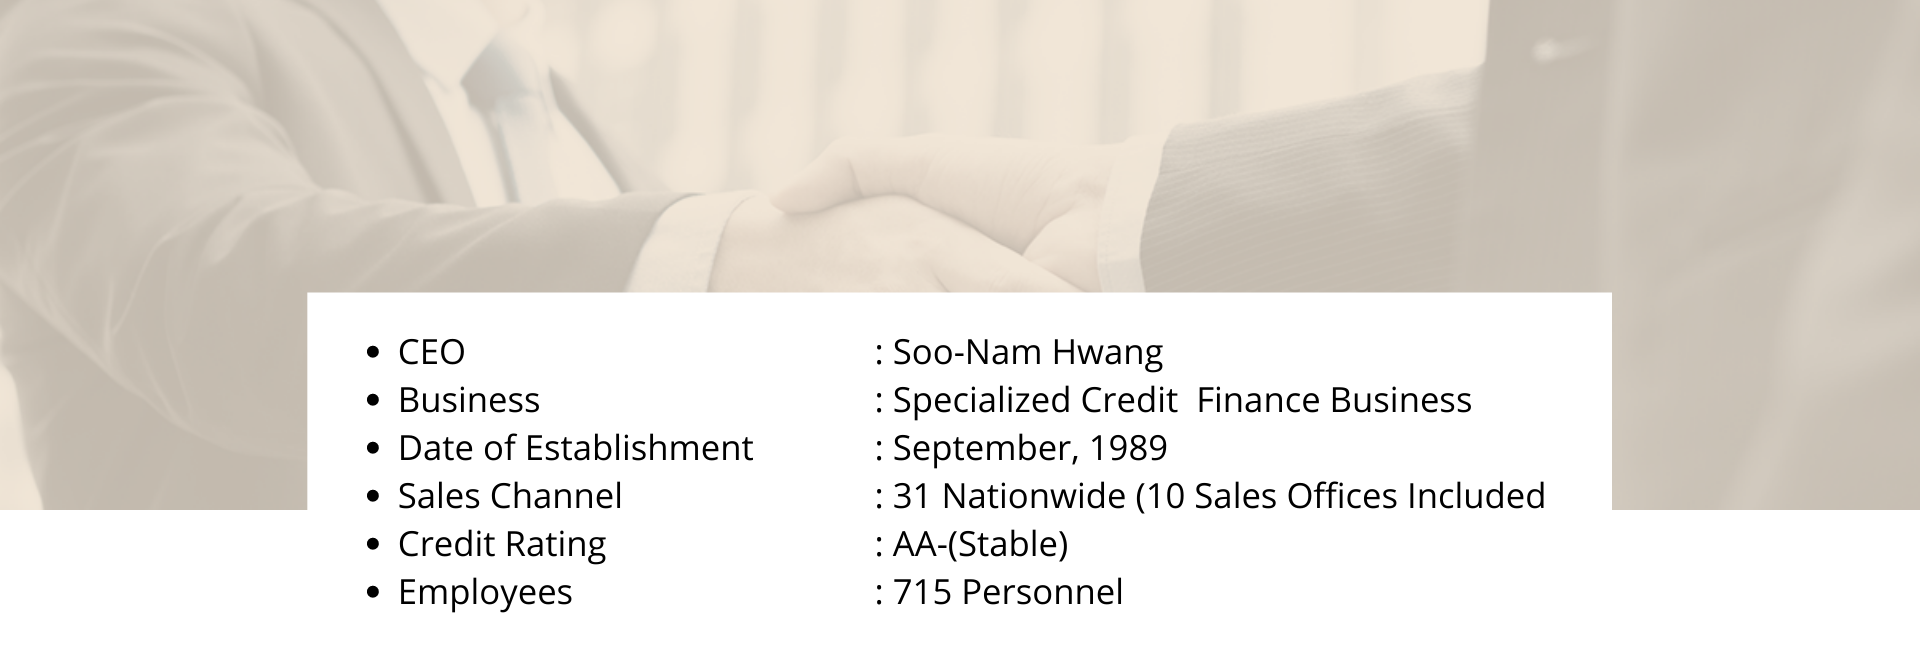 • CEO : Soo-Nam Hwang
• Business : Specialized Credit  Finance Business
• Date of Establishment : September, 1989
• Sales Channel : 31 Nationwide (10 Sales Offices Included
• Credit Rating : AA-(Stable)
• Employees : 715 Personnel